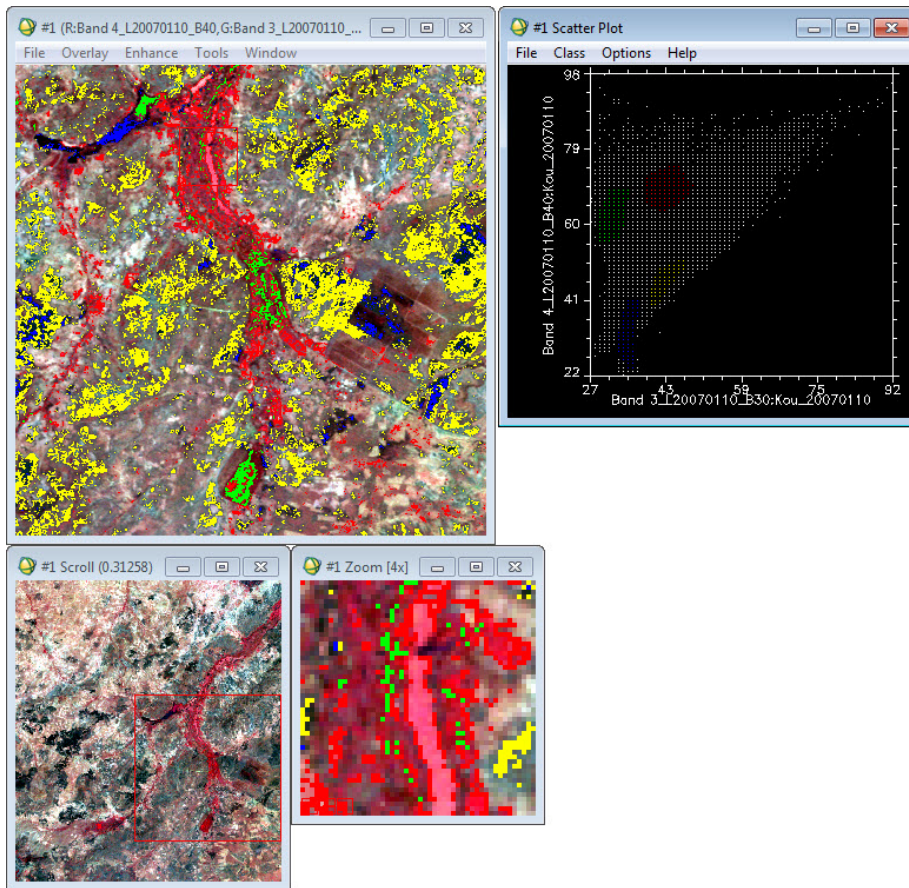 #1 (R:Band 4_L20070110_B40,G:Band 3_L20070110_...
File Overlay Enhance Tools Window
#1 Scatter Plot
File Class Options Help
98
79
60
41
22
Band 4_L20070110_B40:Kou_20070110
27 43 59 75 92
Band 3_L20070110_B30:Kou_20070110
#1 Scroll (0.31258)
#1 Zoom [4x]